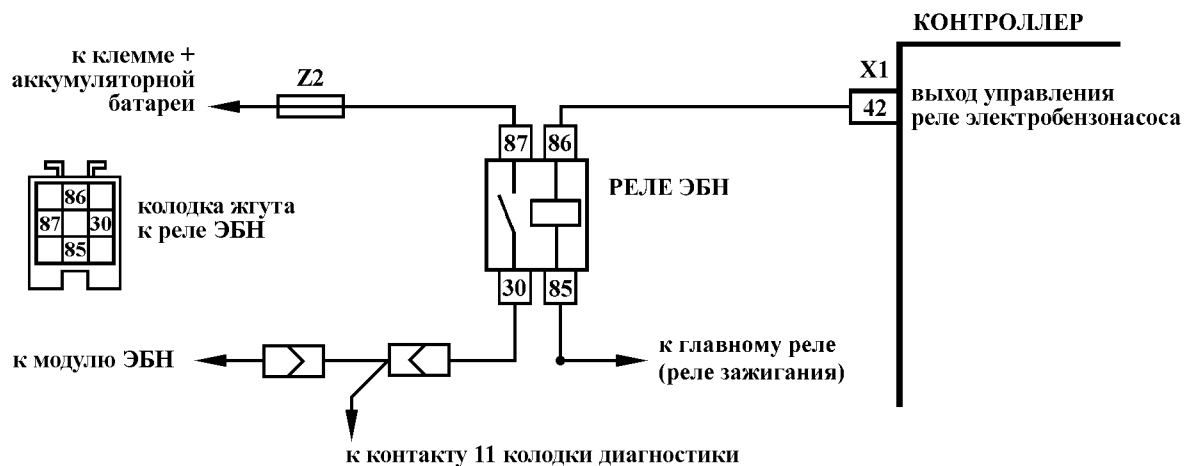 КОНТРОЛЛЕР
к клемме +
аккумуляторной
батареи
Z2
X1
42
выход управления
реле электробензонасоса
87
86
РЕЛЕ ЭБН
86
87
30
85
колодка жгута
к реле ЭБН
30
85
к модулю ЭБН
к главному реле
(реле зажигания)
к контакту 11 колодки диагностики